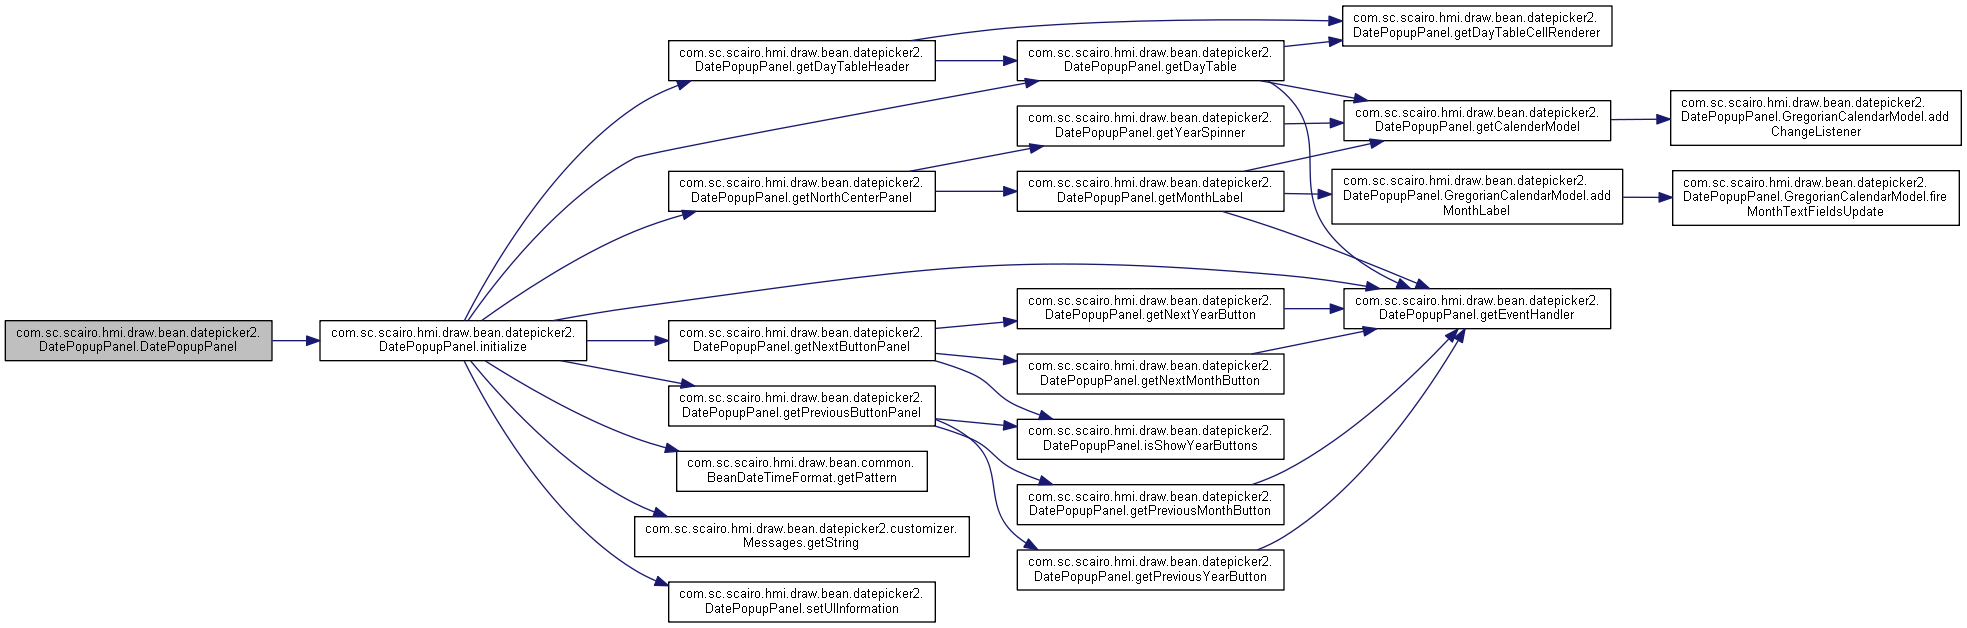 com.sc.scairo.hmi.draw.bean.datepicker2.
DatePopupPanel.DatePopupPanel
com.sc.scairo.hmi.draw.bean.datepicker2.
DatePopupPanel.initialize
com.sc.scairo.hmi.draw.bean.datepicker2.
DatePopupPanel.getDayTableHeader
com.sc.scairo.hmi.draw.bean.datepicker2.
DatePopupPanel.getNorthCenterPanel
com.sc.scairo.hmi.draw.bean.datepicker2.
DatePopupPanel.getNextButtonPanel
com.sc.scairo.hmi.draw.bean.datepicker2.
DatePopupPanel.getPreviousButtonPanel
com.sc.scairo.hmi.draw.bean.common.
BeanDateTimeFormat.getPattern
com.sc.scairo.hmi.draw.bean.datepicker2.customizer.
Messages.getString
com.sc.scairo.hmi.draw.bean.datepicker2.
DatePopupPanel.setUIInformation
com.sc.scairo.hmi.draw.bean.datepicker2.
DatePopupPanel.getDayTable
com.sc.scairo.hmi.draw.bean.datepicker2.
DatePopupPanel.getYearSpinner
com.sc.scairo.hmi.draw.bean.datepicker2.
DatePopupPanel.getMonthLabel
com.sc.scairo.hmi.draw.bean.datepicker2.
DatePopupPanel.getNextYearButton
com.sc.scairo.hmi.draw.bean.datepicker2.
DatePopupPanel.getNextMonthButton
com.sc.scairo.hmi.draw.bean.datepicker2.
DatePopupPanel.isShowYearButtons
com.sc.scairo.hmi.draw.bean.datepicker2.
DatePopupPanel.getPreviousMonthButton
com.sc.scairo.hmi.draw.bean.datepicker2.
DatePopupPanel.getPreviousYearButton
com.sc.scairo.hmi.draw.bean.datepicker2.
DatePopupPanel.getDayTableCellRenderer
com.sc.scairo.hmi.draw.bean.datepicker2.
DatePopupPanel.getCalenderModel
com.sc.scairo.hmi.draw.bean.datepicker2.
DatePopupPanel.GregorianCalendarModel.add
MonthLabel
com.sc.scairo.hmi.draw.bean.datepicker2.
DatePopupPanel.getEventHandler
com.sc.scairo.hmi.draw.bean.datepicker2.
DatePopupPanel.GregorianCalendarModel.add
ChangeListener
com.sc.scairo.hmi.draw.bean.datepicker2.
DatePopupPanel.GregorianCalendarModel.fire
MonthTextFieldsUpdate